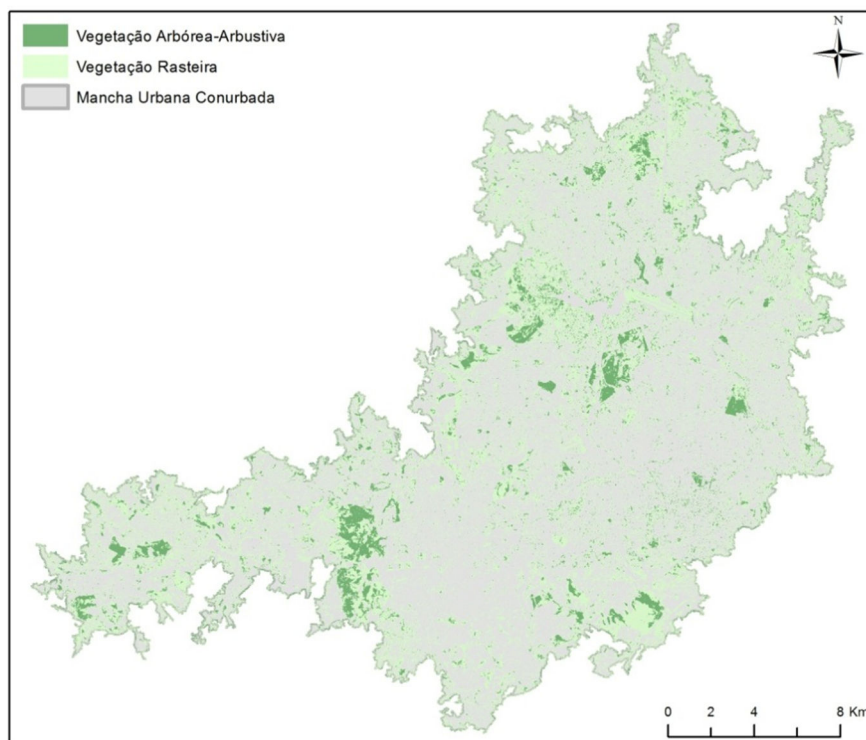 Vegetação Arbórea-Arbustiva
Vegetação Rasteira
Mancha Urbana Conurbada
N
0 2 4 8 Km